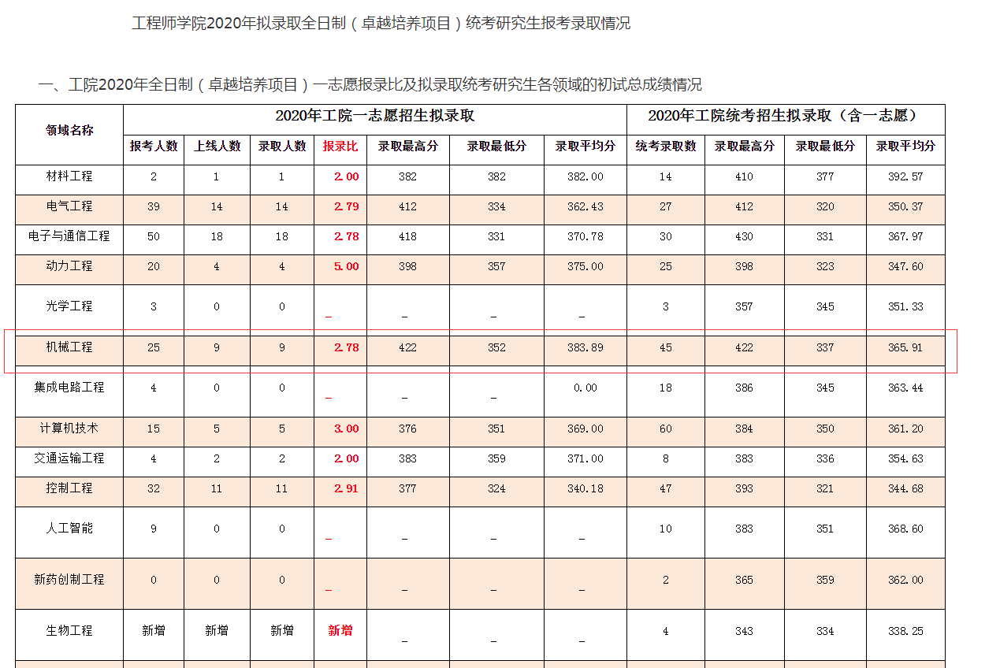 工程师学院2020年拟录取全日制（卓越培养项目）统考研究生报考录取情况
一、工院2020年全日制（卓越培养项目）一志愿报录比及拟录取统考研究生各领域的初试总成绩情况
领域名称 2020年工院一志愿招生拟录取 2020年工院统考招生拟录取（含一志愿）
报考人数 上线人数 录取人数 报录比 录取最高分 录取最低分 录取平均分 统考录取数 录取最高分 录取最低分 录取平均分
材料工程 2 1 1 2.00 382 382 382.00 14 410 377 392.57
电气工程 39 14 14 2.79 412 334 362.43 27 412 320 350.37
电子与通信工程 50 18 18 2.78 418 331 370.78 30 430 331 367.97
动力工程 20 4 4 5.00 398 357 375.00 25 398 323 347.60
光学工程 3 0 0 – – – – 3 357 345 351.33
机械工程 25 9 9 2.78 422 352 383.89 45 422 337 365.91
集成电路工程 4 0 0 – – – 0.00 18 386 345 363.44
计算机技术 15 5 5 3.00 376 351 369.00 60 384 350 361.20
交通运输工程 4 2 2 2.00 383 359 371.00 8 383 336 354.63
控制工程 32 11 11 2.91 377 324 340.18 47 393 321 344.68
人工智能 9 0 0 – – – – 10 383 351 368.60
新药创制工程 0 0 0 – – – – 2 365 359 362.00
生物工程 新增 新增 新增 新增 – – – 4 343 334 338.25